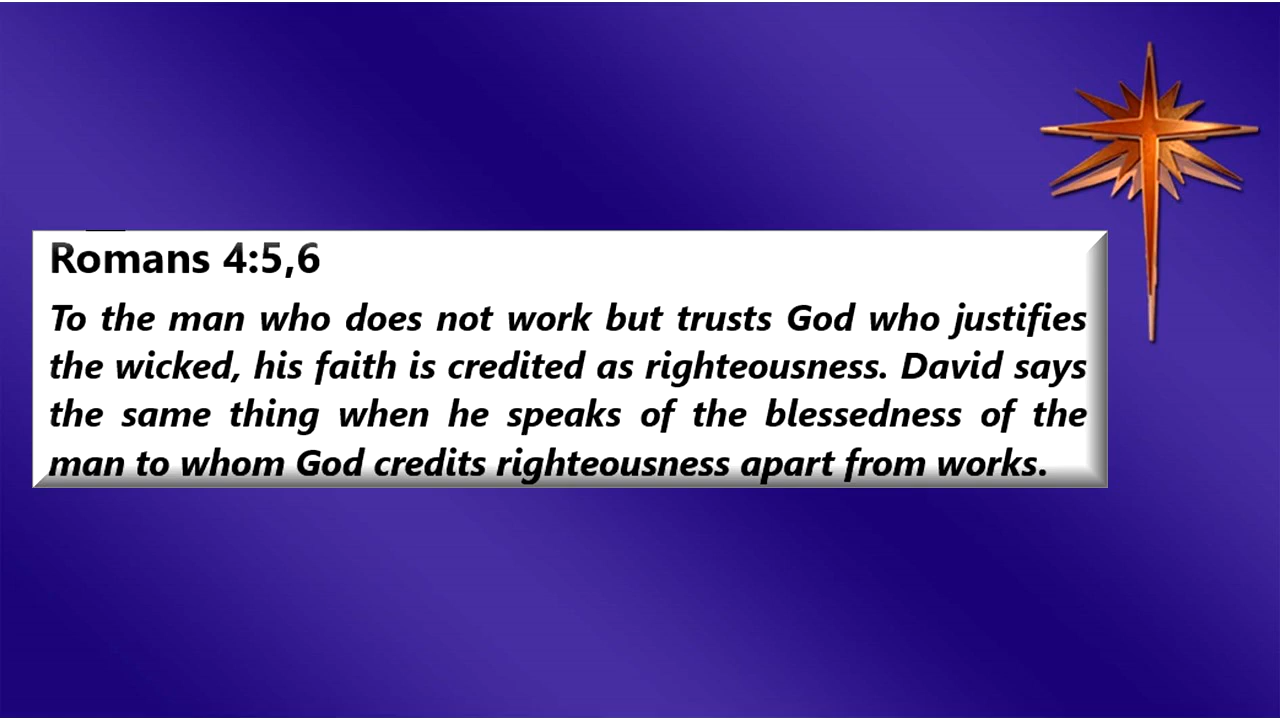 Romans 4:5,6
To the man who does not work but trusts God who justifies
the wicked, his faith is credited as righteousness. David says
the same thing when he speaks of the blessedness of the
man to whom God credits righteousness apart from works.